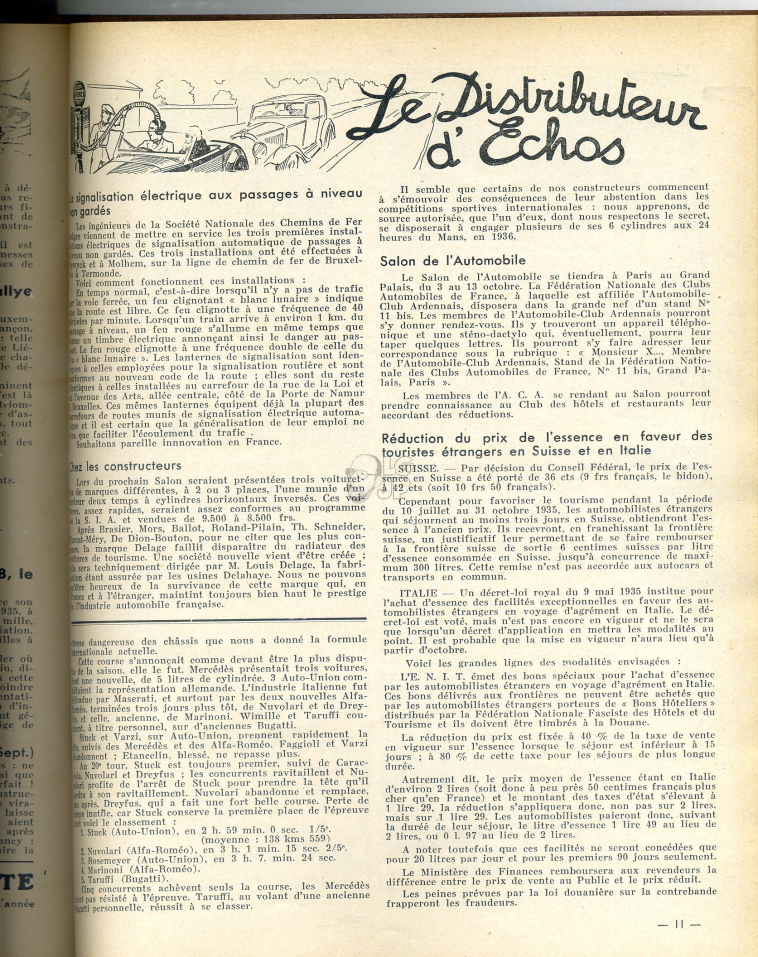 Le Distributeur
d'Echos
signalisation électrique aux passages à niveau
non gardés
Les ingénieurs de la Société Nationale des Chemins de Fer
viennent de mettre en service les trois premières instal-
électriques de signalisation automatique de passages à
non gardés. Ces trois installations ont été effectuées à
et à Molhem, sur la ligne de chemin de fer de Bruxel-
à Termonde.
Voici comment fonctionnent ces installations :
En temps normal, c'est-à-dire lorsqu'il n'y a pas de trafic
la voie ferrée, un feu clignotant « blanc lunaire » indique
la route est libre. Ce feu clignote à une fréquence de 40
par minute. Lorsqu'un train arrive à environ 1 km. du
à niveau, un feu rouge s'allume en même temps que
un timbre électrique annonçant ainsi le danger au pas-
Le feu rouge clignotte à une fréquence double de celle du
« blanc lunaire ». Les lanternes de signalisation sont iden-
à celles employées pour la signalisation routière et sont
au nouveau code de la route ; elles sont du reste
à celles installées au carrefour de la rue de la Loi et
l'avenue des Arts, allée centrale, côté de la Porte de Namur
Bruxelles. Ces mêmes lanternes équipent déjà la plupart des
de routes munis de signalisation électrique automa-
et il est certain que la généralisation de leur emploi ne
que faciliter l'écoulement du trafic .
Souhaitons pareille innnovation en France.
Chez les constructeurs
Lors du prochain Salon seraient présentées trois voituret-
de marques différentes, à 2 ou 3 places, l'une munie d'un
deux temps à cylindres horizontaux inversés. Ces voi-
assez rapides, seraient assez conformes au programme
la S. I. A. et vendues de 9.500 à 8.500 frs.
Après Brasier, Mors, Ballot, Roland-Pilain, Th. Schneider,
De Dion-Bouton, pour ne citer que les plus con-
la marque Delage faillit disparaître du radiateur des
de tourisme. Une société nouvelle vient d'être créée ;
sera techniquement dirigée par M. Louis Delage, la fabri-
étant assurée par les usines Delahaye. Nous ne pouvons
heureux de la survivance de cette marque qui, en
et à l'étranger, maintint toujours bien haut le prestige
l'industrie automobile française.
dangereuse des châssis que nous a donné la formule
internationale actuelle.
Cette course s'annonçait comme devant être la plus dispu-
de la saison, elle le fut. Mercédès présentait trois voitures,
une nouvelle, de 5 litres de cylindrée, 3 Auto-Union com-
la représentation allemande. L'industrie italienne fut
par Maserati, et surtout par les deux nouvelles Alfa-
terminées trois jours plus tôt, de Nuvolari et de Drey-
et celle, ancienne, de Marinoni. Wimille et Taruffi cou-
à titre personnel, sur d'anciennes Bugatti.
Stuck et Varzi, sur Auto-Union, prennent rapidement la
suivis des Mercédès et des Alfa-Roméo. Faggioli et Varzi
abandonnent ; Etancelin, blessé, ne repasse plus.
Au 20e tour, Stuck est toujours premier, suivi de Carac-
Nuvolari et Dreyfus ; les concurrents ravitaillent et Nu-
profite de l'arrêt de Stuck pour prendre la tête qu'il
à son ravitaillement. Nuvolari abandonne et remplace,
après, Dreyfus, qui a fait une fort belle course. Perte de
inutile, car Stuck conserve la première place de l'épreuve
voici le classement :
1. Stuck (Auto-Union), en 2 h. 59 min. 0 sec. 1/5e.
(moyenne : 138 kms 559)
2. Nuvolari (Alfa-Roméo), en 3 h. 1 min. 15 sec. 2/5e.
3. Rosemeyer (Auto-Union), en 3 h. 7. min. 24 sec.
4. Marinoni (Alfa-Roméo).
5. Taruffi (Bugatti).
Cinq concurrents achèvent seuls la course, les Mercédès
pas résisté à l'épreuve. Taruffi, au volant d'une ancienne
personnelle, réussit à se classer.
Il semble que certains de nos constructeurs commencent
à s'émouvoir des conséquences de leur abstention dans les
compétitions sportives internationales : nous apprenons, de
source autorisée, que l'un d'eux, dont nous respectons le secret,
se disposerait à engager plusieurs de ses 6 cylindres aux 24
heures du Mans, en 1936.
Salon de l'Automobile
Le Salon de l'Automobile se tiendra à Paris au Grand
Palais, du 3 au 13 octobre. La Fédération Nationale des Clubs
Automobiles de France, à laquelle est affiliée l'Automobile-
Club Ardennais, disposera dans la grande nef d'un stand No
11 bis. Les membres de l'Automobile-Club Ardennais pourront
s'y donner rendez-vous. Ils y trouveront un appareil télépho-
nique et une sténo-dactylo qui, éventuellement, pourra leur
taper quelques lettres. Ils pourront s'y faire adresser leur
correspondance sous la rubrique : « Monsieur X..., Membre
de l'Automobile-Club Ardennais, Stand de la Fédération Natio-
nale des Clubs Automobiles de France, No 11 bis, Grand Pa-
lais, Paris ».
Les membres de l'A. C. A. se rendant au Salon pourront
prendre connaissance au Club des hôtels et restaurants leur
accordant des réductions.
Réduction du prix de l'essence en faveur des
touristes étrangers en Suisse et en Italie
SUISSE. — Par décision du Conseil Fédéral, le prix de l'es-
sence en Suisse a été porté de 36 cts (9 frs français, le bidon),
à 42 cts (soit 10 frs 50 français).
Cependant pour favoriser le tourisme pendant la période
du 10 juillet au 31 octobre 1935, les automobilistes étrangers
qui séjournent au moins trois jours en Suisse, obtiendront l'es-
sence à l'ancien prix. Ils recevront, en franchissant la frontière
suisse, un justificatif leur permettant de se faire rembourser
à la frontière suisse de sortie 6 centimes suisses par litre
d'essence consommée en Suisse, jusqu'à concurrence de maxi-
mum 300 litres. Cette remise n'est pas accordée aux autocars et
transports en commun.
ITALIE — Un décret-loi royal du 9 mai 1935 institue pour
l'achat d'essence des facilités exceptionnelles en faveur des au-
tomobilistes étrangers en voyage d'agrément en Italie. Le dé-
cret-loi est voté, mais n'est pas encore en vigueur et ne le sera
que lorsqu'un décret d'application en mettra les modalités au
point. Il est probable que la mise en vigueur n'aura lieu qu'à
partir d'octobre.
Voici les grandes lignes des modalités envisagées :
L'E. N. I. T. émet des bons spéciaux pour l'achat d'essence
par les automobilistes étrangers en voyage d'agrément en Italie.
Ces bons délivrés aux frontières ne peuvent être achetés que
par les automobilistes étrangers porteurs de « Bons Hôteliers »
distribués par la Fédération Nationale Fasciste des Hôtels et du
Tourisme et ils doivent être timbrés à la Douane.
La réduction du prix est fixée à 40 % de la taxe de vente
en vigueur sur l'essence lorsque le séjour est inférieur à 15
jours ; à 80 % de cette taxe pour les séjours de plus longue
durée.
Autrement dit, le prix moyen de l'essence étant en Italie
d'environ 2 lires (soit donc à peu près 50 centimes français plus
cher qu'en France) et le montant des taxes d'état s'élevant à
1 lire 29, la réduction s'appliquera donc, non pas sur 2 lires,
mais sur 1 lire 29. Les automobilistes paieront donc, suivant
la durée de leur séjour, le litre d'essence 1 lire 49 au lieu de
2 lires, ou 0 l. 97 au lieu de 2 lires.
A noter toutefois que ces facilités ne seront concédées que
pour 20 litres par jour et pour les premiers 90 jours seulement.
Le Ministère des Finances remboursera aux revendeurs la
différence entre le prix de vente au Public et le prix réduit.
Les peines prévues par la loi douanière sur la contrebande
frapperont les fraudeurs.
— 11 —